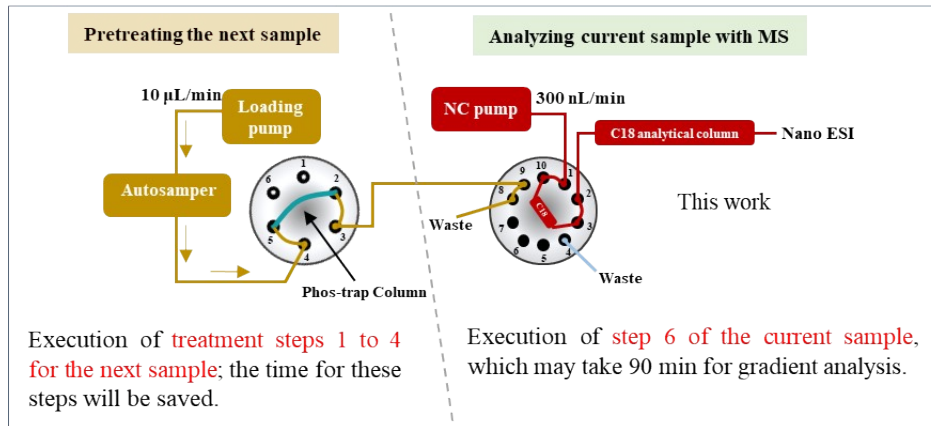 Pretreating the next sample
Analyzing current sample with MS
10 μL/min
Loading
pump
Autosamper
1
2
3
4
5
6
Phos-trap Column
NC pump
300 nL/min
C18 analytical column
Nano ESI
10
1
2
3
4
5
6
7
8
9
C18
Waste
Waste
This work
Execution of treatment steps 1 to 4
for the next sample; the time for these
steps will be saved.
Execution of step 6 of the current sample,
which may take 90 min for gradient analysis.